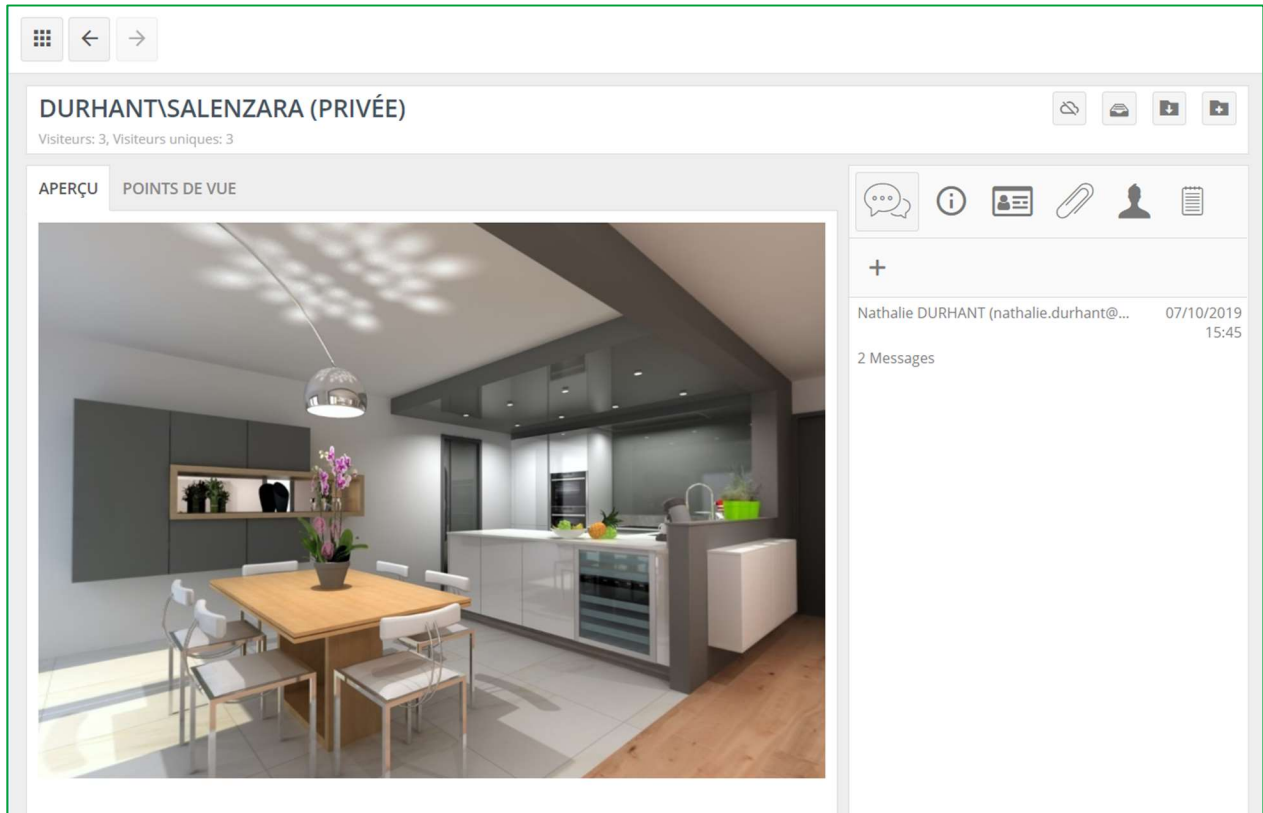 DURHANT\SALENZARA (PRIVÉE)
Visiteurs: 3, Visiteurs uniques: 3
APERÇU POINTS DE VUE
Nathalie DURHANT (nathalie.durhant@... 07/10/2019
15:45
2 Messages